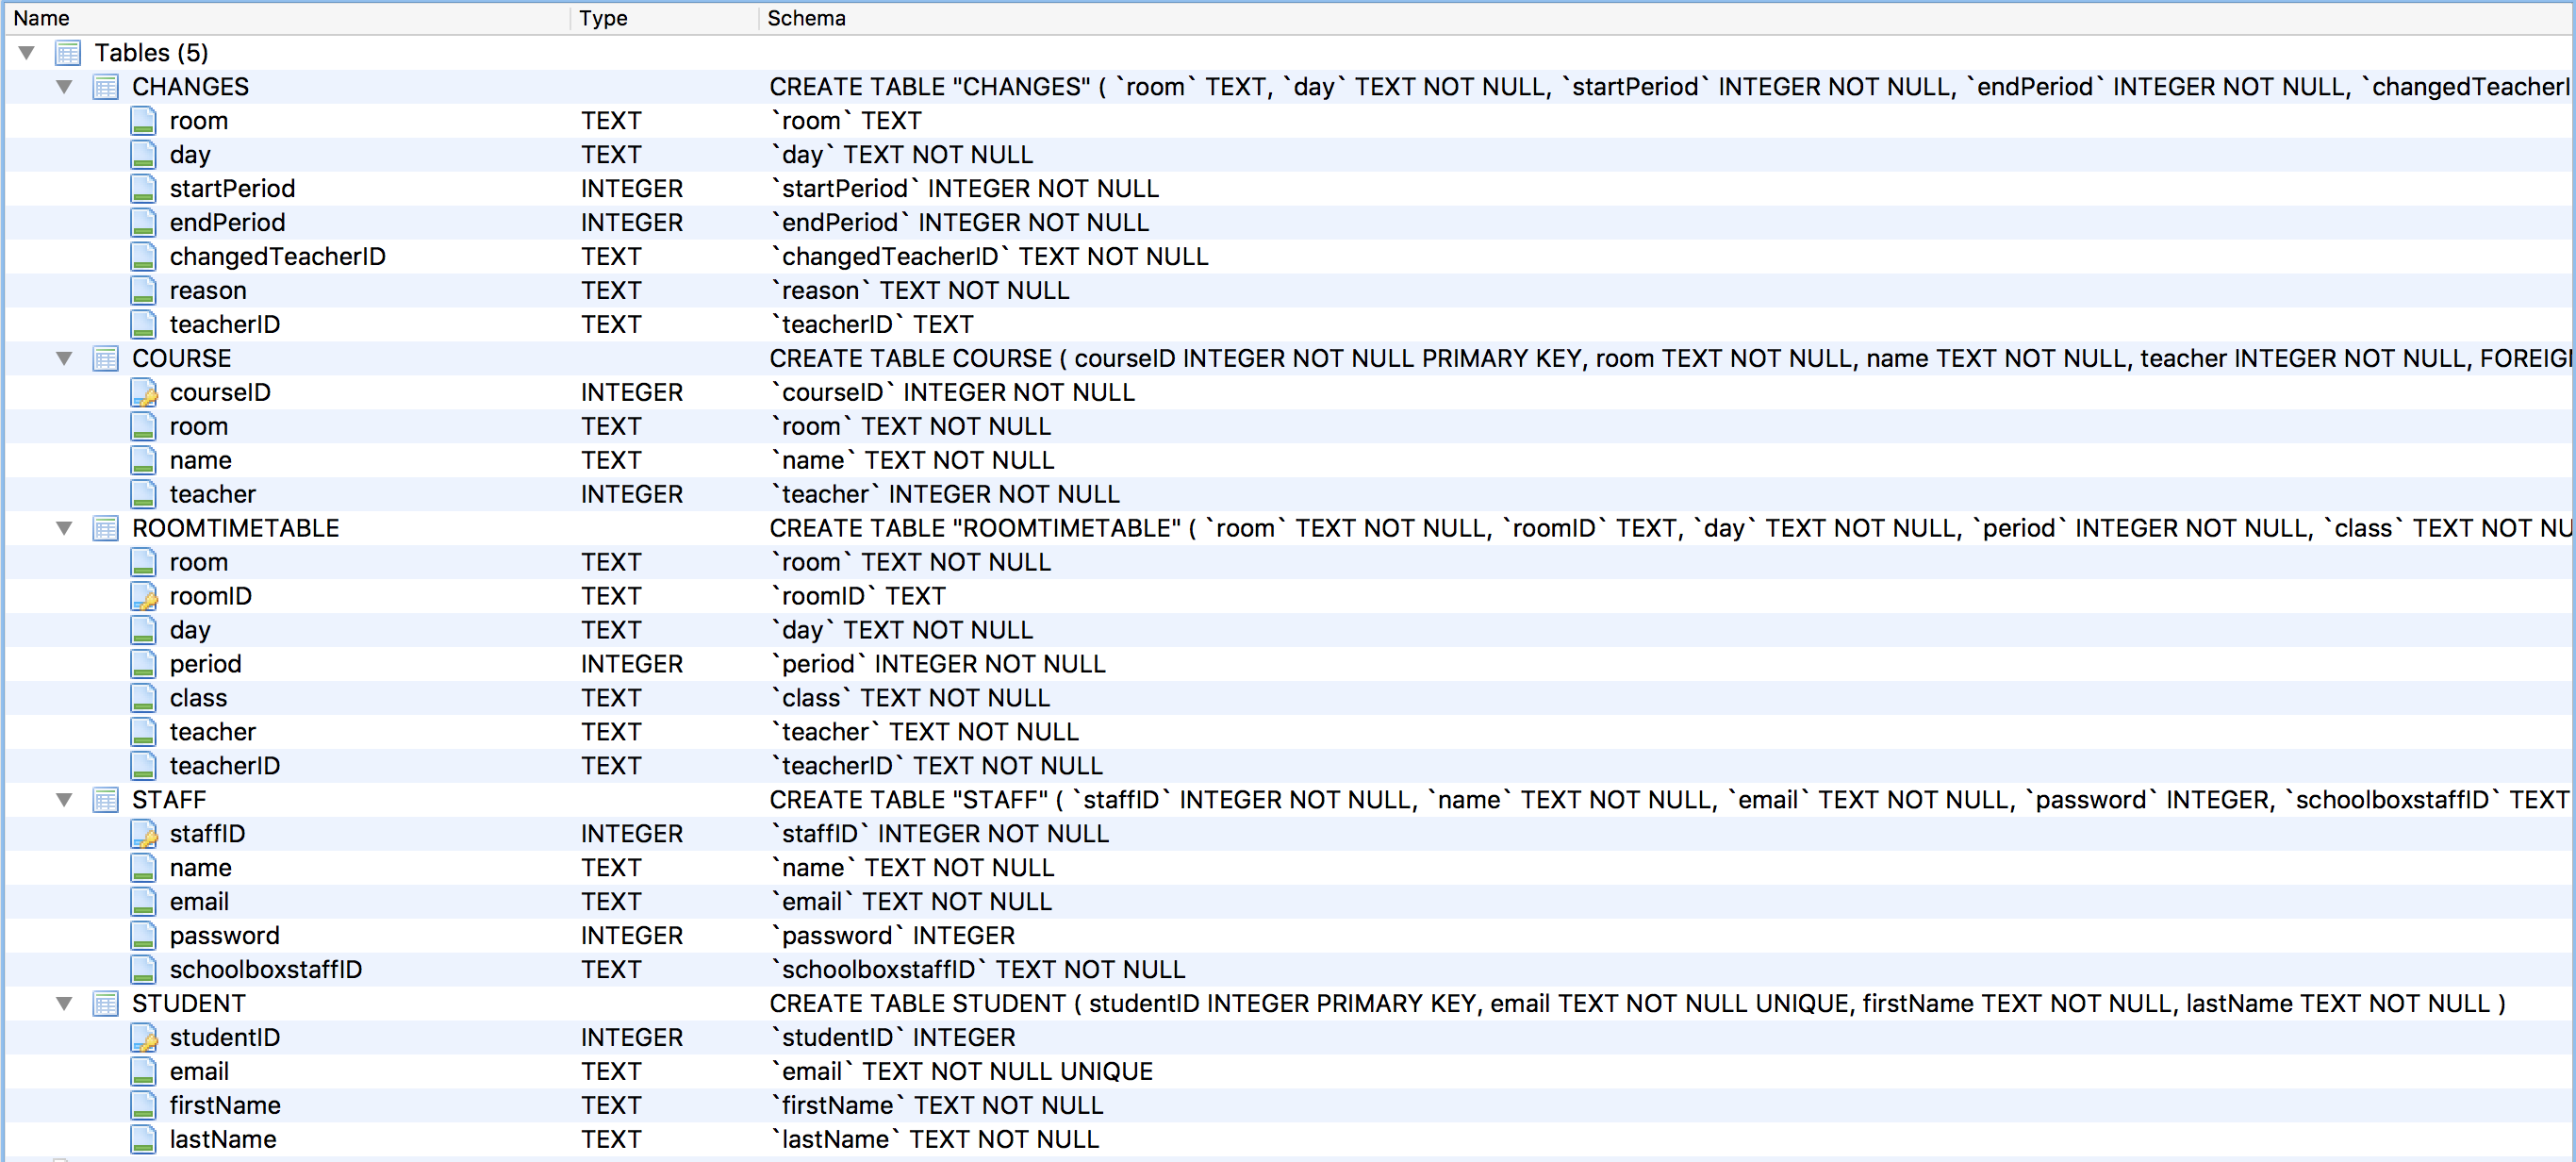 Name Type Schema
Tables (5)
CHANGES CREATE TABLE "CHANGES" ( `room` TEXT, `day` TEXT NOT NULL, `startPeriod` INTEGER NOT NULL, `endPeriod` INTEGER NOT NULL, `changedTeacherI
room TEXT `room` TEXT
day TEXT `day` TEXT NOT NULL
startPeriod INTEGER `startPeriod` INTEGER NOT NULL
endPeriod INTEGER `endPeriod` INTEGER NOT NULL
changedTeacherID TEXT `changedTeacherID` TEXT NOT NULL
reason TEXT `reason` TEXT NOT NULL
teacherID TEXT `teacherID` TEXT
COURSE CREATE TABLE COURSE ( courseID INTEGER NOT NULL PRIMARY KEY, room TEXT NOT NULL, name TEXT NOT NULL, teacher INTEGER NOT NULL, FOREIGN
courseID INTEGER `courseID` INTEGER NOT NULL
room TEXT `room` TEXT NOT NULL
name TEXT `name` TEXT NOT NULL
teacher INTEGER `teacher` INTEGER NOT NULL
ROOMTIMETABLE CREATE TABLE "ROOMTIMETABLE" ( `room` TEXT NOT NULL, `roomID` TEXT, `day` TEXT NOT NULL, `period` INTEGER NOT NULL, `class` TEXT NOT NU
room TEXT `room` TEXT NOT NULL
roomID TEXT `roomID` TEXT
day TEXT `day` TEXT NOT NULL
period INTEGER `period` INTEGER NOT NULL
class TEXT `class` TEXT NOT NULL
teacher TEXT `teacher` TEXT NOT NULL
teacherID TEXT `teacherID` TEXT NOT NULL
STAFF CREATE TABLE "STAFF" ( `staffID` INTEGER NOT NULL, `name` TEXT NOT NULL, `email` TEXT NOT NULL, `password` INTEGER, `schoolboxstaffID` TEXT
staffID INTEGER `staffID` INTEGER NOT NULL
name TEXT `name` TEXT NOT NULL
email TEXT `email` TEXT NOT NULL
password INTEGER `password` INTEGER
schoolboxstaffID TEXT `schoolboxstaffID` TEXT NOT NULL
STUDENT CREATE TABLE STUDENT ( studentID INTEGER PRIMARY KEY, email TEXT NOT NULL UNIQUE, firstName TEXT NOT NULL, lastName TEXT NOT NULL )
studentID INTEGER `studentID` INTEGER
email TEXT `email` TEXT NOT NULL UNIQUE
firstName TEXT `firstName` TEXT NOT NULL
lastName TEXT `lastName` TEXT NOT NULL